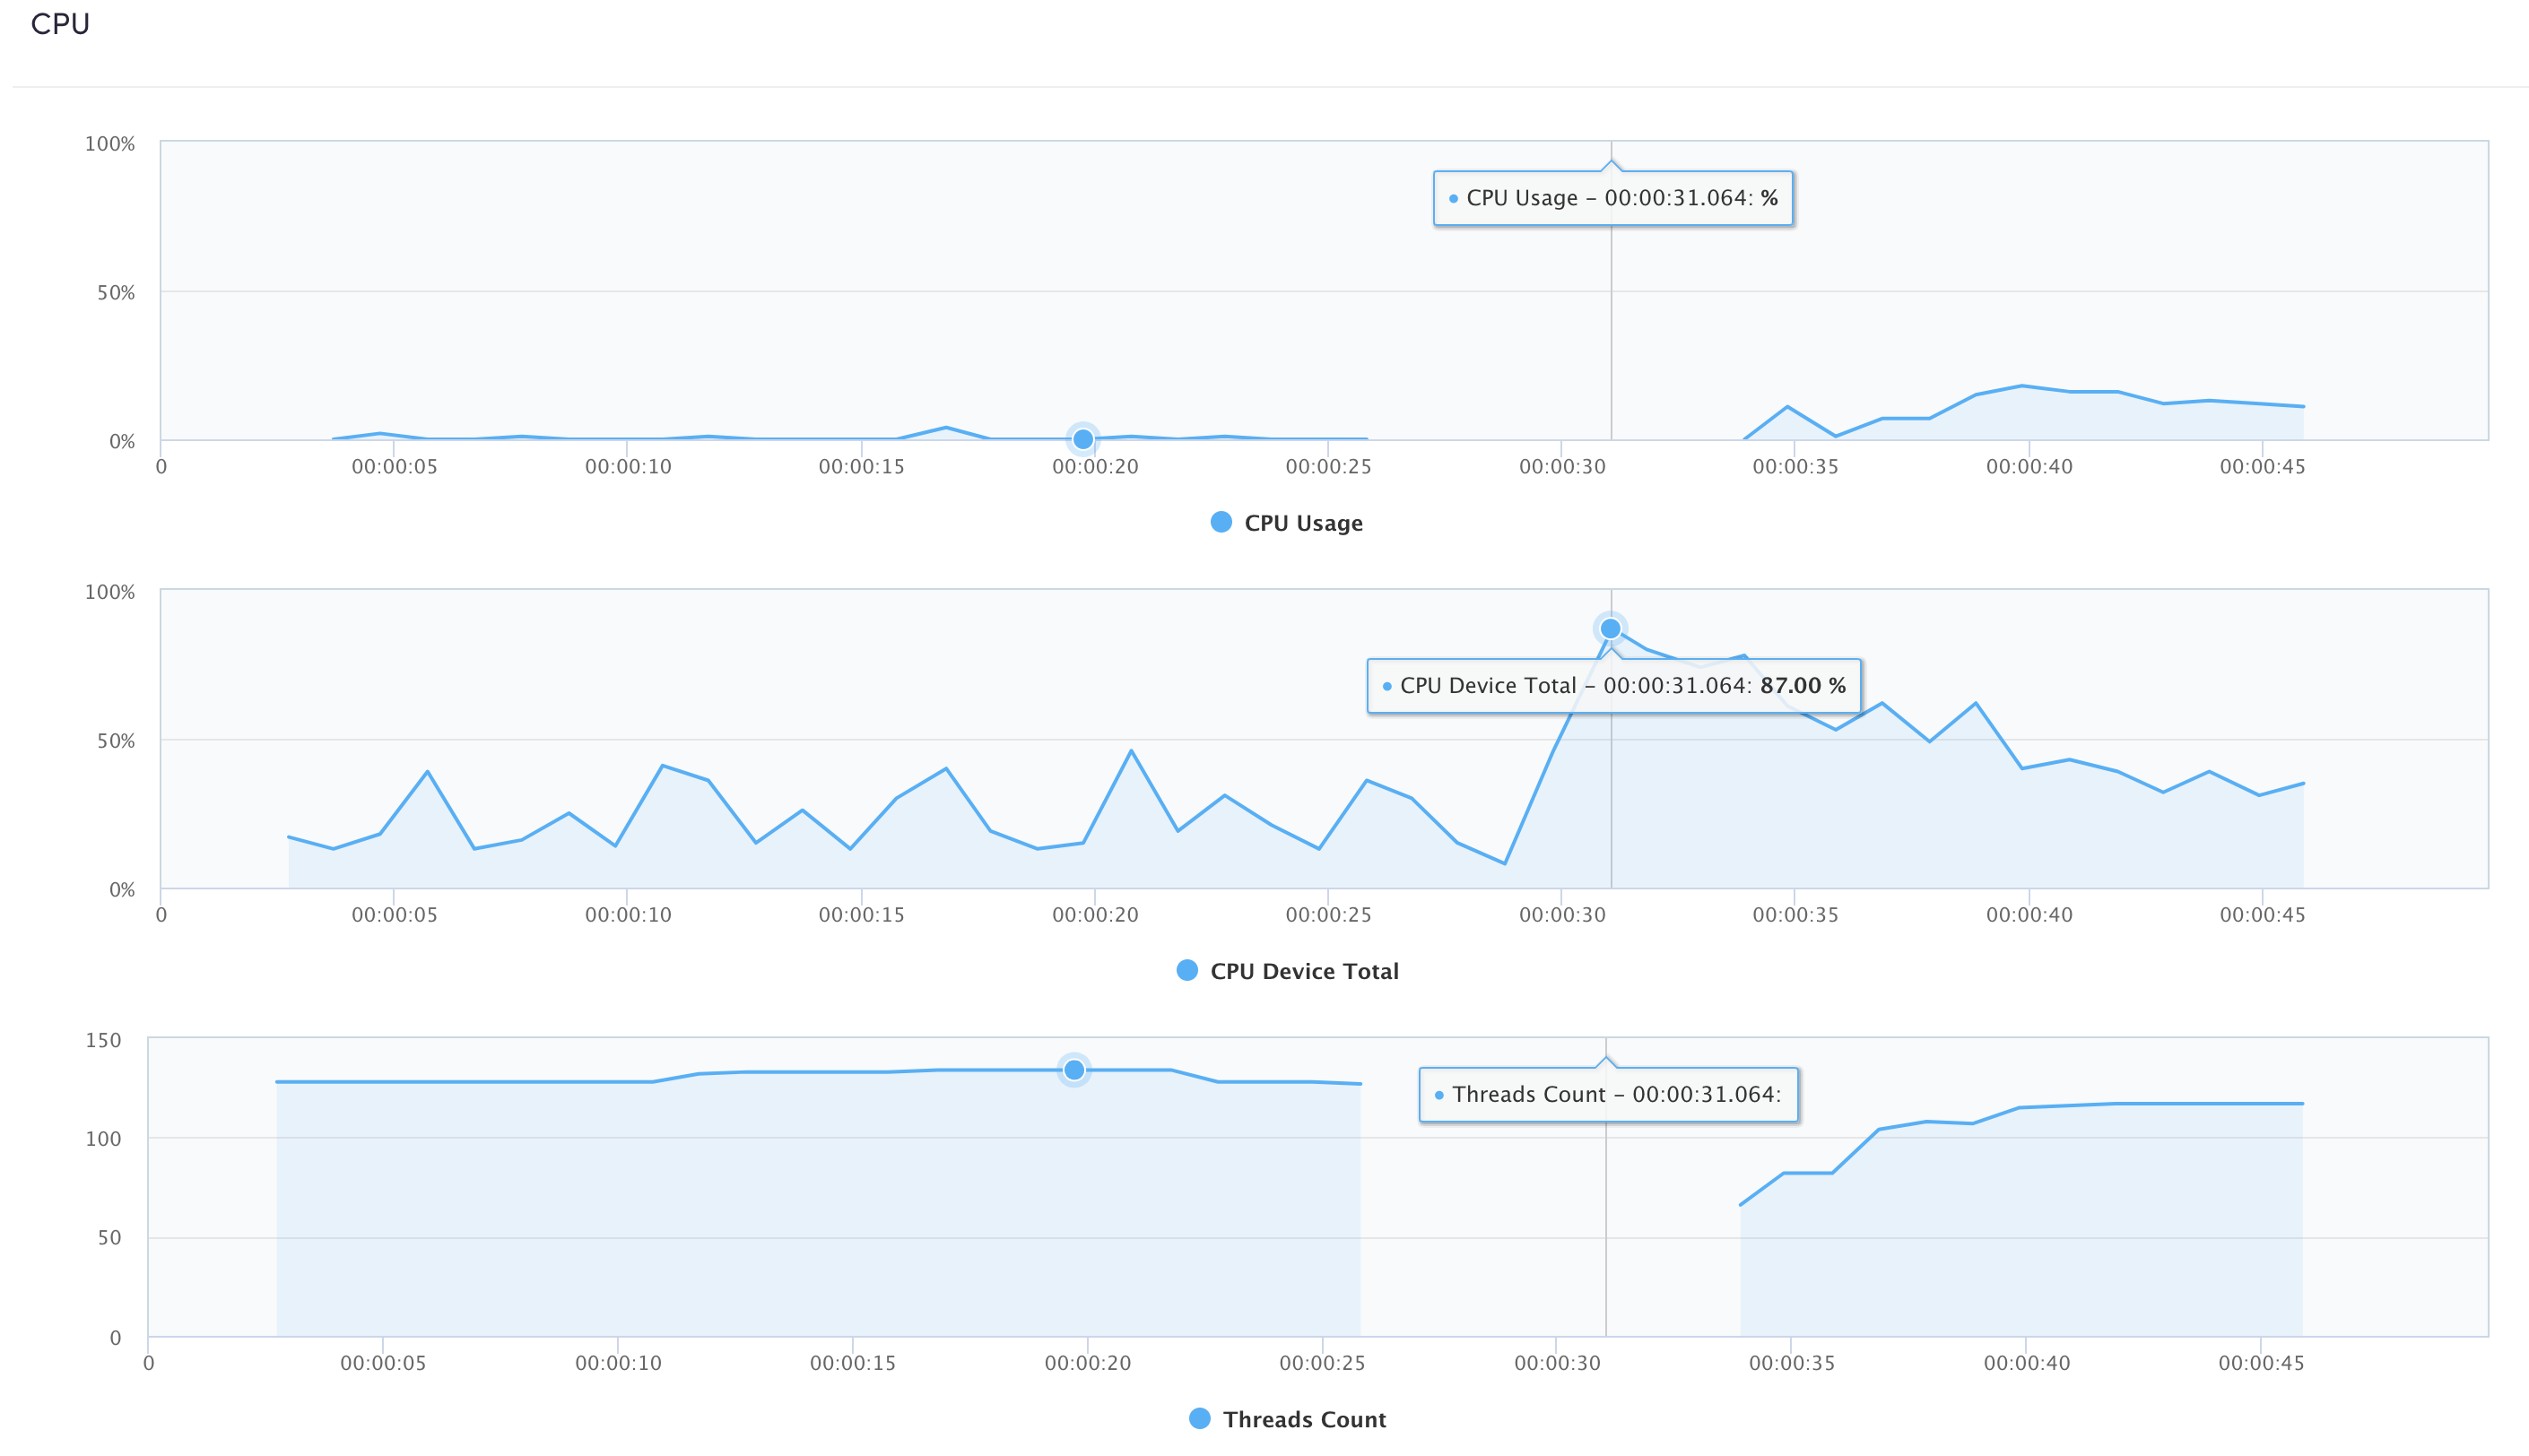 CPU
100%
CPU Usage – 00:00:31.064: %
50%
0%
0 00:00:05 00:00:10 00:00:15 00:00:20 00:00:25 00:00:30 00:00:35 00:00:40 00:00:45
CPU Usage
100%
CPU Device Total – 00:00:31.064: 87.00 %
50%
0%
0 00:00:05 00:00:10 00:00:15 00:00:20 00:00:25 00:00:30 00:00:35 00:00:40 00:00:45
CPU Device Total
150
Threads Count – 00:00:31.064:
100
50
0
0 00:00:05 00:00:10 00:00:15 00:00:20 00:00:25 00:00:30 00:00:35 00:00:40 00:00:45
Threads Count